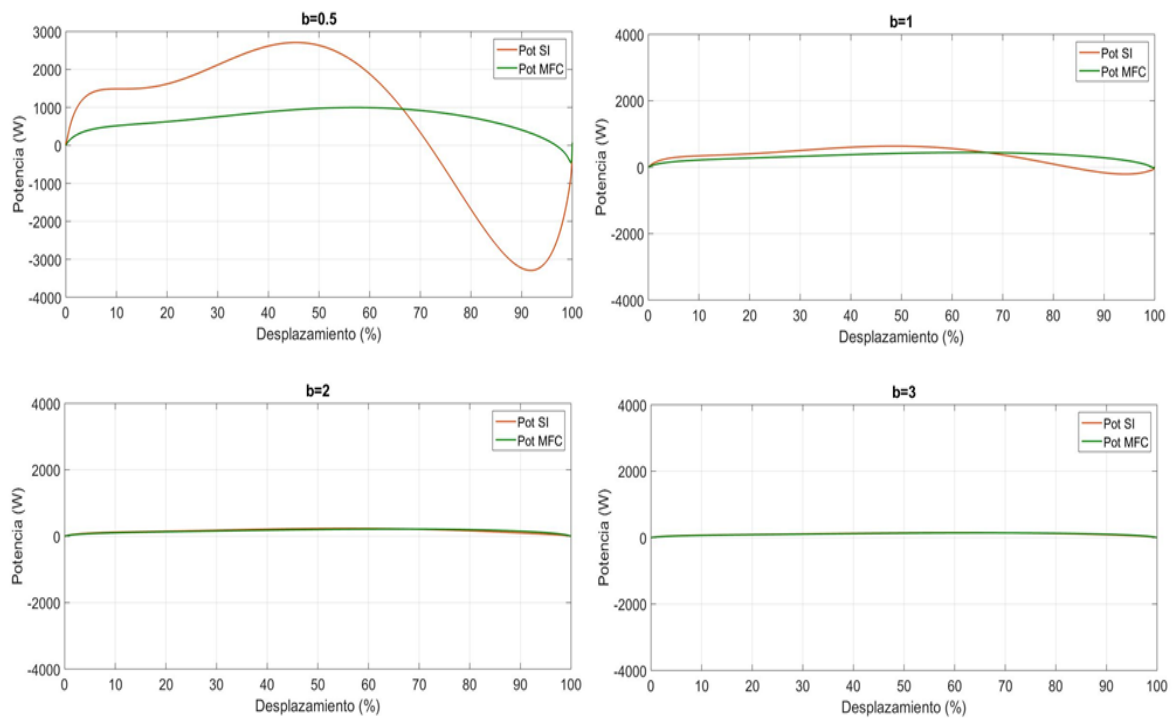 b=0.5
3000
2000
1000
0
-1000
-2000
-3000
-4000
Potencia (W)
Pot SI
Pot MFC
0 10 20 30 40 50 60 70 80 90 100
Desplazamiento (%)
b=1
4000
2000
0
-2000
-4000
Potencia (W)
Pot SI
Pot MFC
0 10 20 30 40 50 60 70 80 90 100
Desplazamiento (%)
b=2
4000
2000
0
-2000
-4000
Potencia (W)
Pot SI
Pot MFC
0 10 20 30 40 50 60 70 80 90 100
Desplazamiento (%)
b=3
4000
2000
0
-2000
-4000
Potencia (W)
Pot SI
Pot MFC
0 10 20 30 40 50 60 70 80 90 100
Desplazamiento (%)